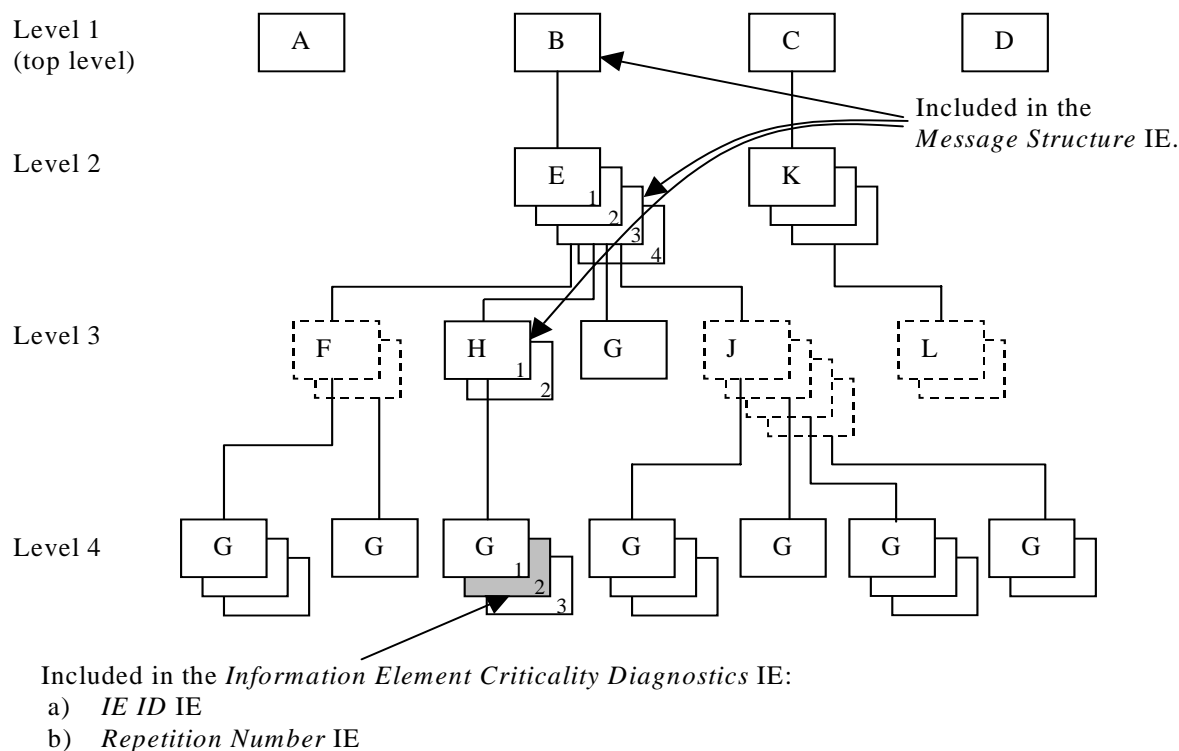 Level 1
(top level)
A
B
C
D
Included in the
Message Structure IE.
Level 2
E
1
2
3
4
K
Level 3
F
H
1
2
G
J
L
Level 4
G
G
G
1
2
3
G
G
G
G
Included in the Information Element Criticality Diagnostics IE:
a) IE ID IE
b) Repetition Number IE